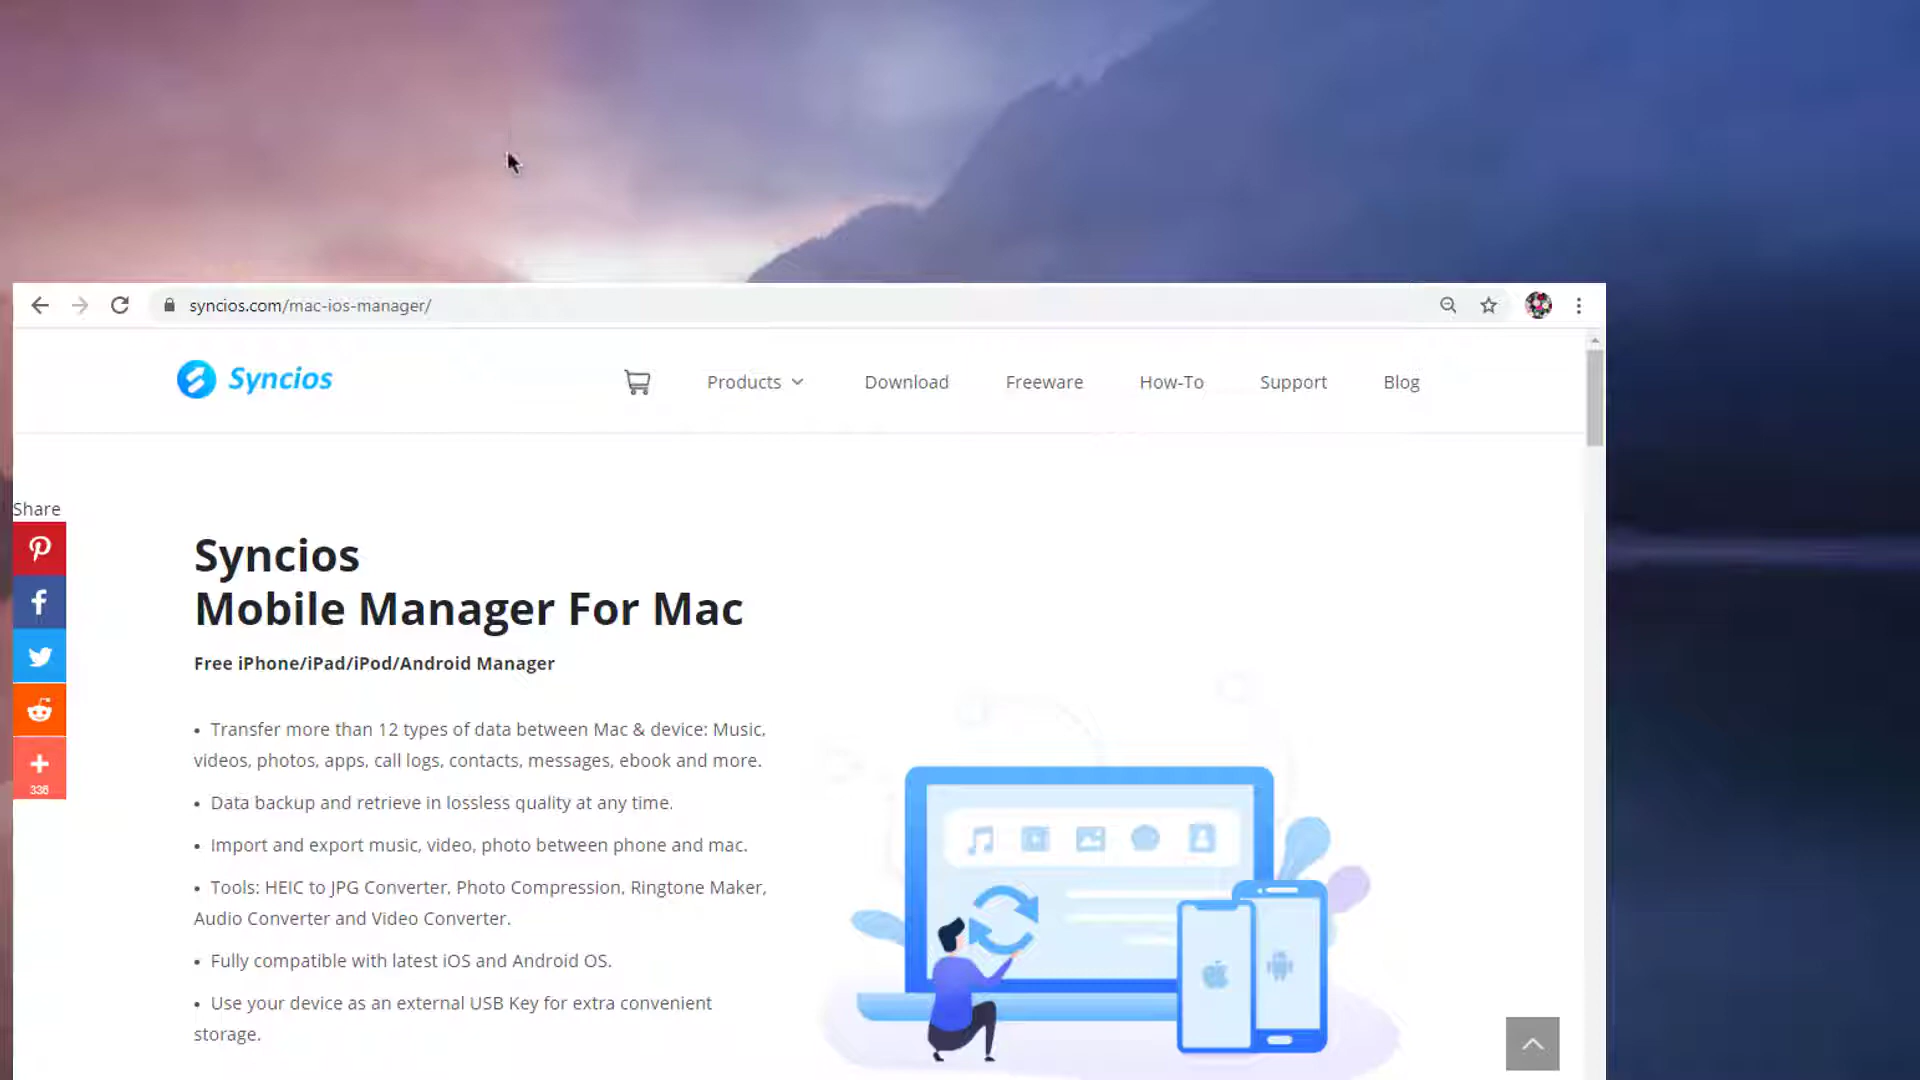 syncios.com/mac-ios-manager/
Syncios
Products
Download
Freeware
How-To
Support
Blog
Share
Syncios
Mobile Manager For Mac
Free iPhone/iPad/iPod/Android Manager
• Transfer more than 12 types of data between Mac & device: Music,
videos, photos, apps, call logs, contacts, messages, ebook and more.
• Data backup and retrieve in lossless quality at any time.
• Import and export music, video, photo between phone and mac.
• Tools: HEIC to JPG Converter, Photo Compression, Ringtone Maker,
Audio Converter and Video Converter.
• Fully compatible with latest iOS and Android OS.
• Use your device as an external USB Key for extra convenient
storage.